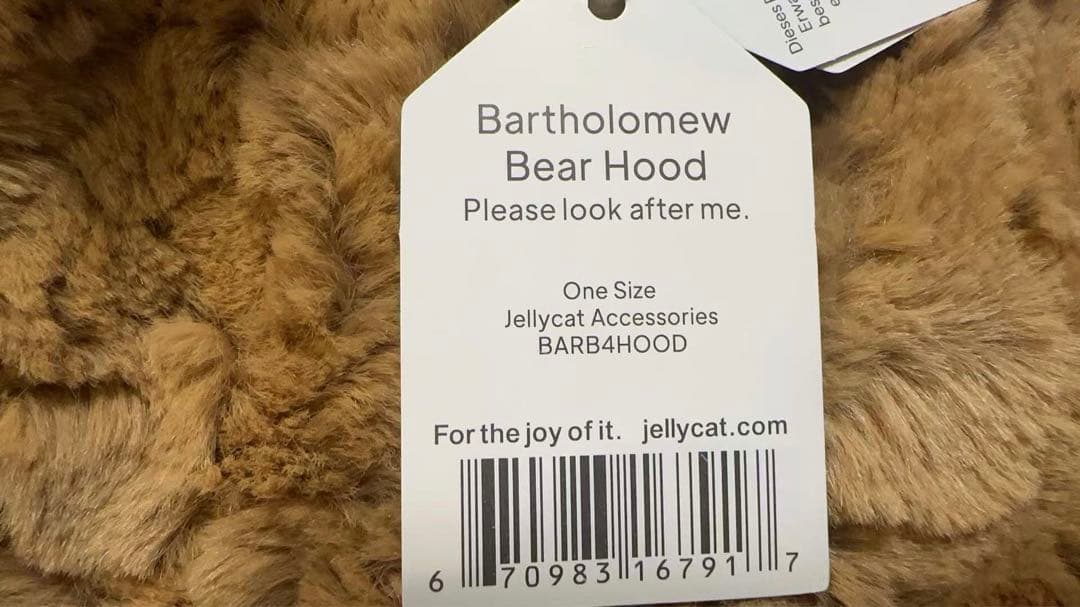 Dieses
Bartholomew
Bear Hood
Please look after me.
One Size
Jellycat Accessories
BARB4HOOD
For the joy of it. jellycat.com
6 70983 16791 7